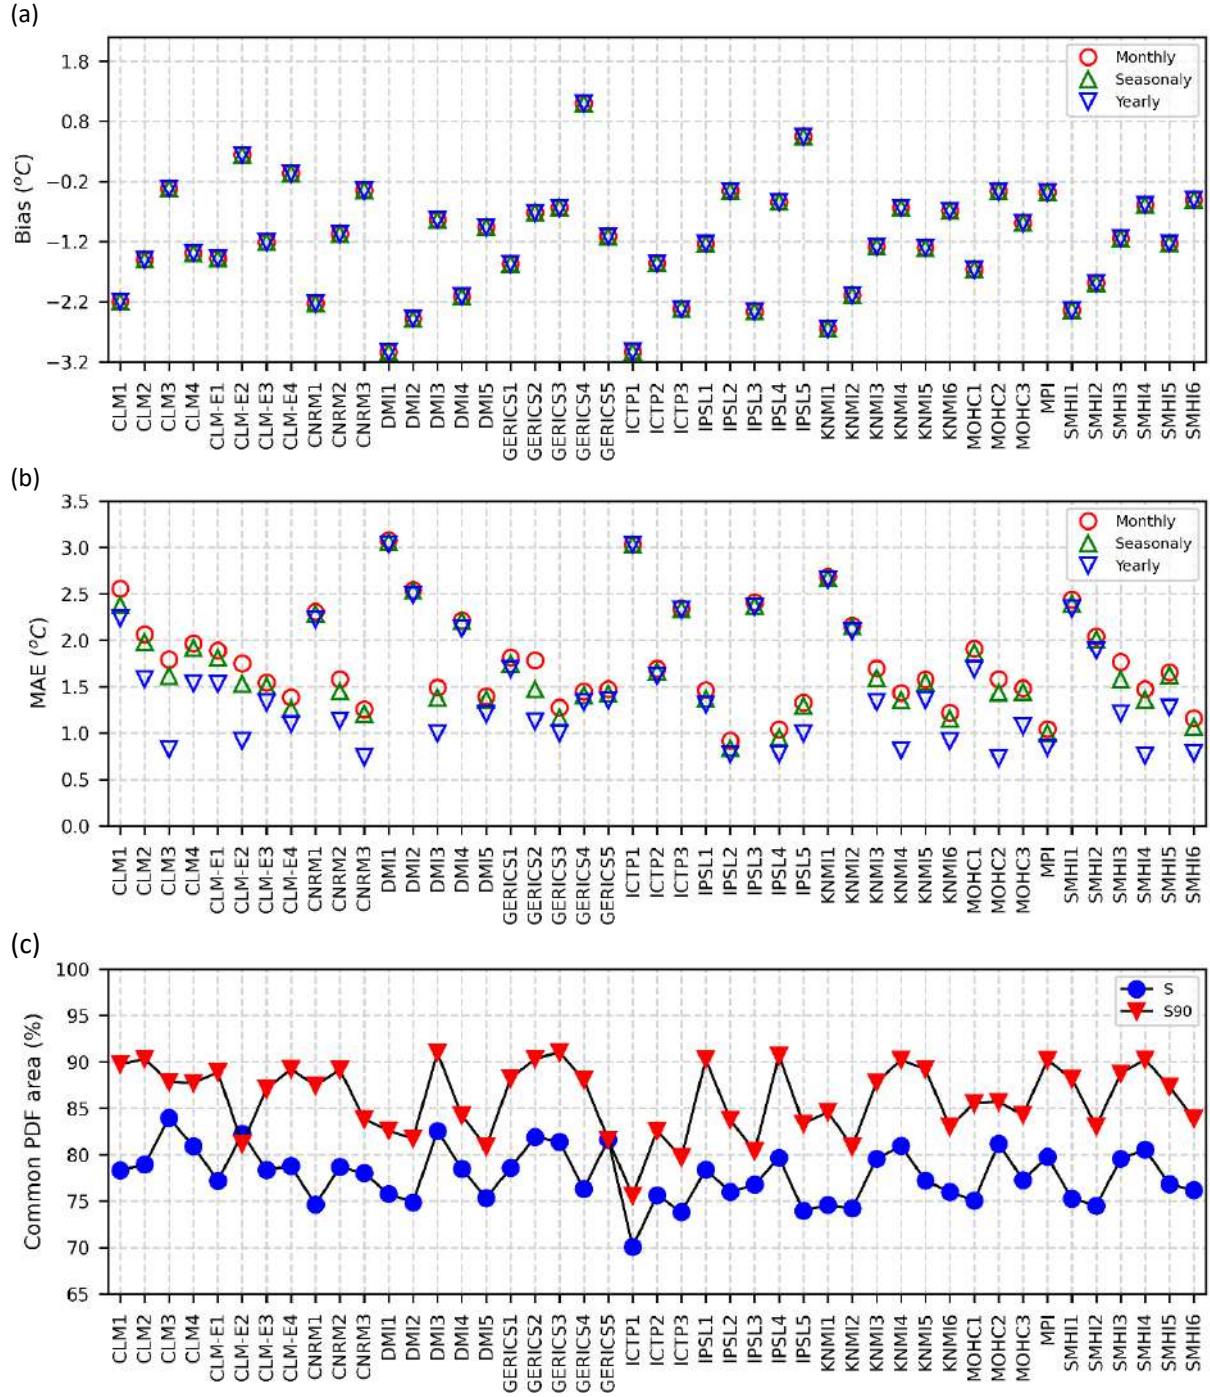 (a)
1.8
0.8
−0.2
−1.2
−2.2
−3.2
Bias (°C)
Monthly
Seasonaly
Yearly
CLM1 CLM2 CLM3 CLM4 CLM-E1 CLM-E2 CLM-E3 CLM-E4 CNRM1 CNRM2 CNRM3 DMI1 DMI2 DMI3 DMI4 DMI5 GERICS1 GERICS2 GERICS3 GERICS4 GERICS5 ICTP1 ICTP2 ICTP3 IPSL1 IPSL2 IPSL3 IPSL4 IPSL5 KNMI1 KNMI2 KNMI3 KNMI4 KNMI5 KNMI6 MOHC1 MOHC2 MOHC3 MPI SMHI1 SMHI2 SMHI3 SMHI4 SMHI5 SMHI6
(b)
3.5
3.0
2.5
2.0
1.5
1.0
0.5
0.0
MAE (°C)
Monthly
Seasonaly
Yearly
CLM1 CLM2 CLM3 CLM4 CLM-E1 CLM-E2 CLM-E3 CLM-E4 CNRM1 CNRM2 CNRM3 DMI1 DMI2 DMI3 DMI4 DMI5 GERICS1 GERICS2 GERICS3 GERICS4 GERICS5 ICTP1 ICTP2 ICTP3 IPSL1 IPSL2 IPSL3 IPSL4 IPSL5 KNMI1 KNMI2 KNMI3 KNMI4 KNMI5 KNMI6 MOHC1 MOHC2 MOHC3 MPI SMHI1 SMHI2 SMHI3 SMHI4 SMHI5 SMHI6
(c)
100
95
90
85
80
75
70
65
Common PDF area (%)
S
S90
CLM1 CLM2 CLM3 CLM4 CLM-E1 CLM-E2 CLM-E3 CLM-E4 CNRM1 CNRM2 CNRM3 DMI1 DMI2 DMI3 DMI4 DMI5 GERICS1 GERICS2 GERICS3 GERICS4 GERICS5 ICTP1 ICTP2 ICTP3 IPSL1 IPSL2 IPSL3 IPSL4 IPSL5 KNMI1 KNMI2 KNMI3 KNMI4 KNMI5 KNMI6 MOHC1 MOHC2 MOHC3 MPI SMHI1 SMHI2 SMHI3 SMHI4 SMHI5 SMHI6